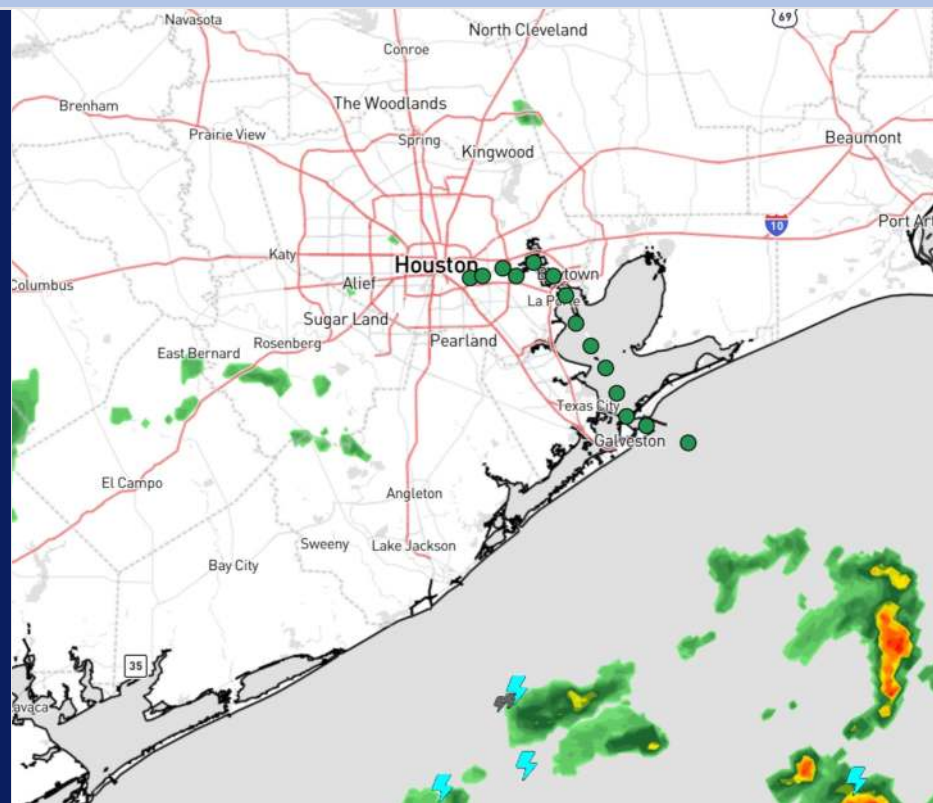 Navasota
69
North Cleveland
Conroe
Brenham
The Woodlands
Prairie View
Spring
Kingwood
Beaumont
10
Port Art
Katy
Houston
Baytown
Columbus
Alief
La Porte
Sugar Land
Pearland
East Bernard
Rosenberg
Texas City
Galveston
El Campo
Angleton
Sweeny
Lake Jackson
Bay City
35
avaca